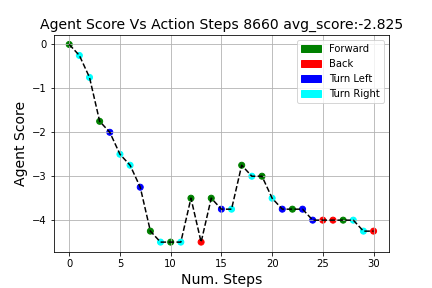 Agent Score Vs Action Steps 8660 avg_score:-2.825
Forward
Back
Turn Left
Turn Right
Agent Score
0
−1
−2
−3
−4
0 5 10 15 20 25 30
Num. Steps